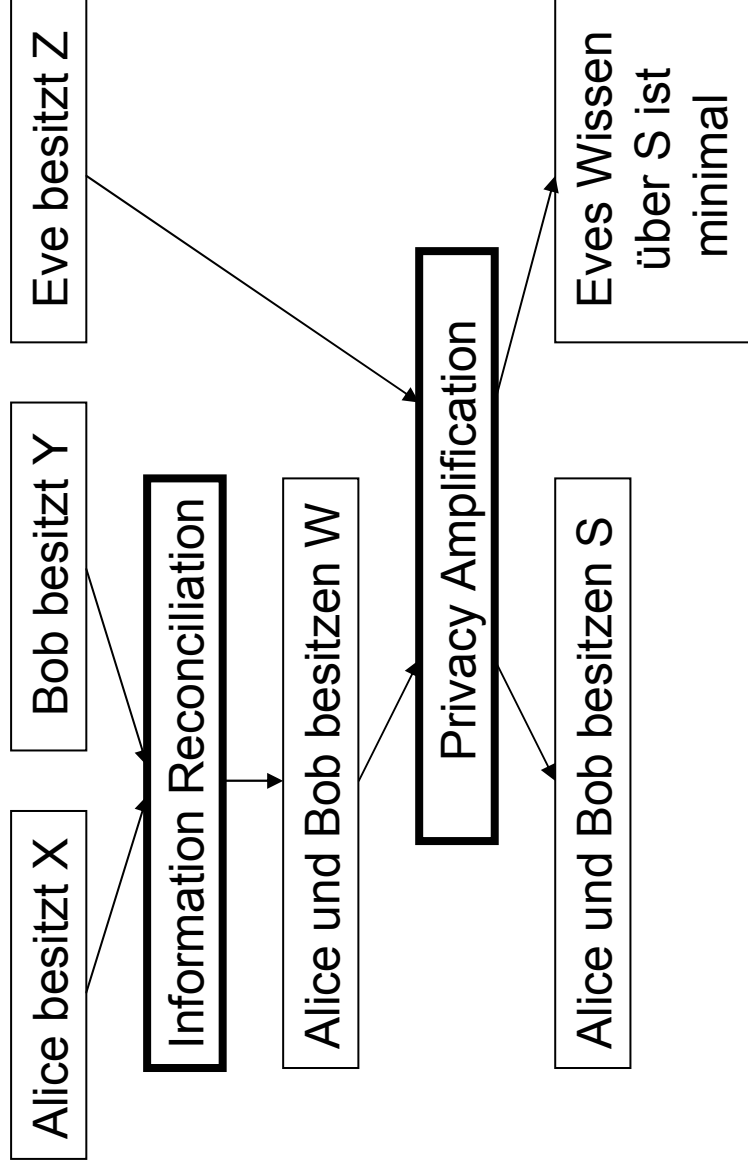 Alice besitzt X
Bob besitzt Y
Eve besitzt Z
Information Reconciliation
Alice und Bob besitzen W
Privacy Amplification
Alice und Bob besitzen S
Eves Wissen
über S ist
minimal